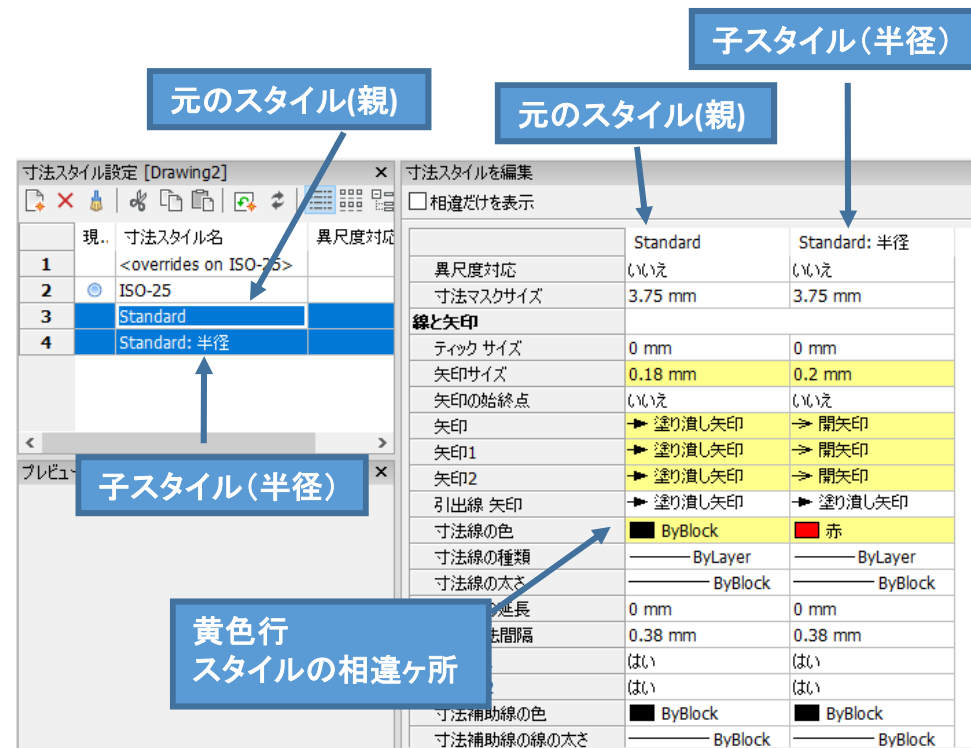 子スタイル（半径）
元のスタイル(親)
元のスタイル(親)
寸法スタイル設定 [Drawing2]
寸法スタイルを編集
相違だけを表示
現.. 寸法スタイル名 異尺度対応
1 <overrides on ISO-25>
2 ISO-25
3 Standard
4 Standard: 半径
プレビュー
子スタイル（半径）
Standard Standard: 半径
異尺度対応 いいえ いいえ
寸法マスクサイズ 3.75 mm 3.75 mm
線と矢印
ティック サイズ 0 mm 0 mm
矢印サイズ 0.18 mm 0.2 mm
矢印の始終点 いいえ いいえ
矢印 塗り潰し矢印 開矢印
矢印1 塗り潰し矢印 開矢印
矢印2 塗り潰し矢印 開矢印
引出線 矢印 塗り潰し矢印 塗り潰し矢印
寸法線の色 ByBlock 赤
寸法線の種類 ByLayer ByLayer
寸法線の太さ ByBlock ByBlock
の延長 0 mm 0 mm
間隔 0.38 mm 0.38 mm
はい はい
2 はい はい
寸法補助線の色 ByBlock ByBlock
寸法補助線の線の太さ ByBlock ByBlock
黄色行
スタイルの相違ヶ所